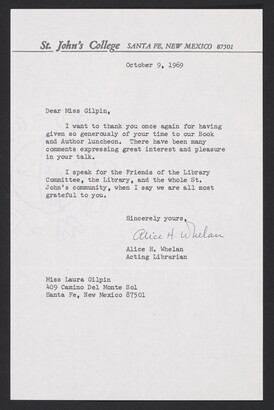 St. John's College SANTA FE, NEW MEXICO 87501
October 9, 1969
Dear Miss Gilpin,
I want to thank you once again for having
given so generously of your time to our Book
and Author luncheon. There have been many
comments expressing great interest and pleasure
in your talk.
I speak for the Friends of the Library
Committee, the Library, and the whole St.
John's community, when I say we are all most
grateful to you.
Sincerely yours,
Alice H. Whelan
Alice H. Whelan
Acting Librarian
Miss Laura Gilpin
409 Camino Del Monte Sol
Santa Fe, New Mexico 87501